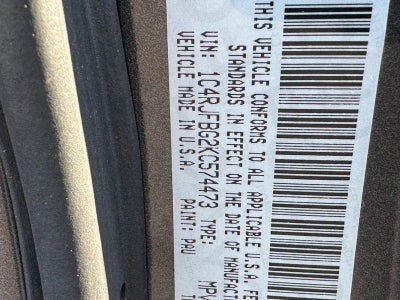 THIS VEHICLE CONFORMS TO ALL APPLICABLE U.S.A. FE
STANDARDS IN EFFECT ON THE DATE OF MANUFACT
VIN: 1C4RJFBG2KC574473 TYPE: MPV
VEHICLE MADE IN U.S.A. PAINT: PAU